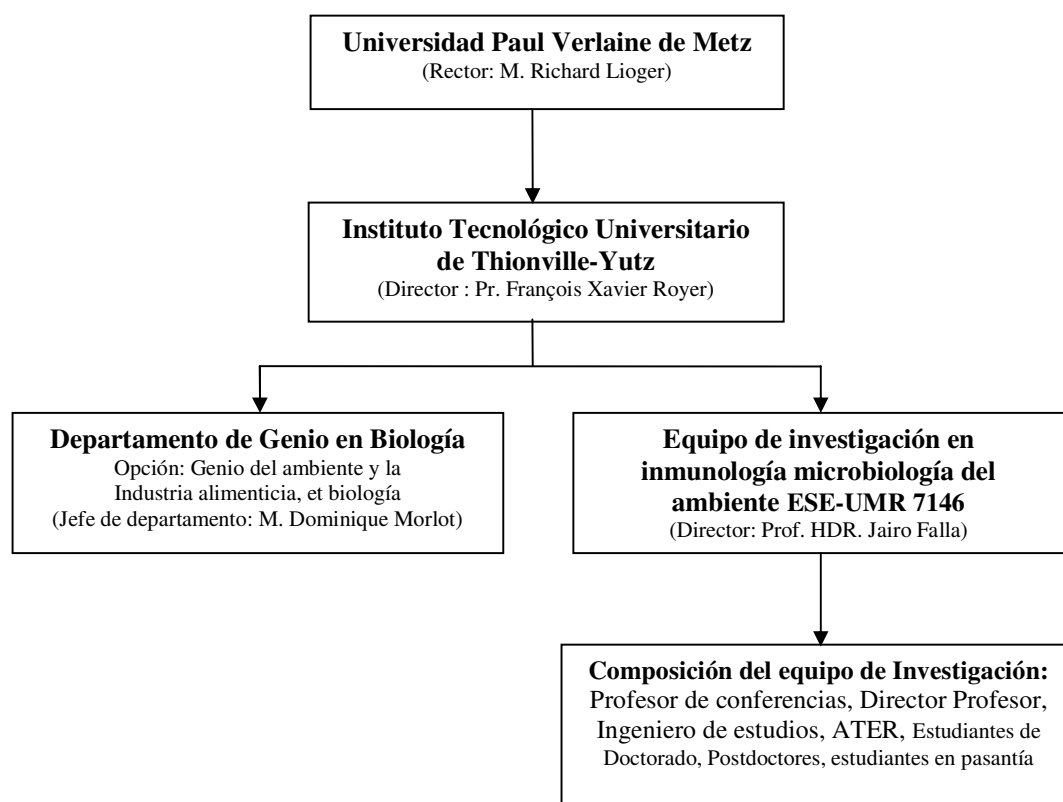 Universidad Paul Verlaine de Metz
(Rector: M. Richard Lioger)
Instituto Tecnológico Universitario
de Thionville-Yutz
(Director : Pr. François Xavier Royer)
Departamento de Genio en Biología
Opción: Genio del ambiente y la
Industria alimenticia, et biología
(Jefe de departamento: M. Dominique Morlot)
Equipo de investigación en
inmunología microbiología del
ambiente ESE-UMR 7146
(Director: Prof. HDR. Jairo Falla)
Composición del equipo de Investigación:
Profesor de conferencias, Director Profesor,
Ingeniero de estudios, ATER, Estudiantes de
Doctorado, Postdoctores, estudiantes en pasantía